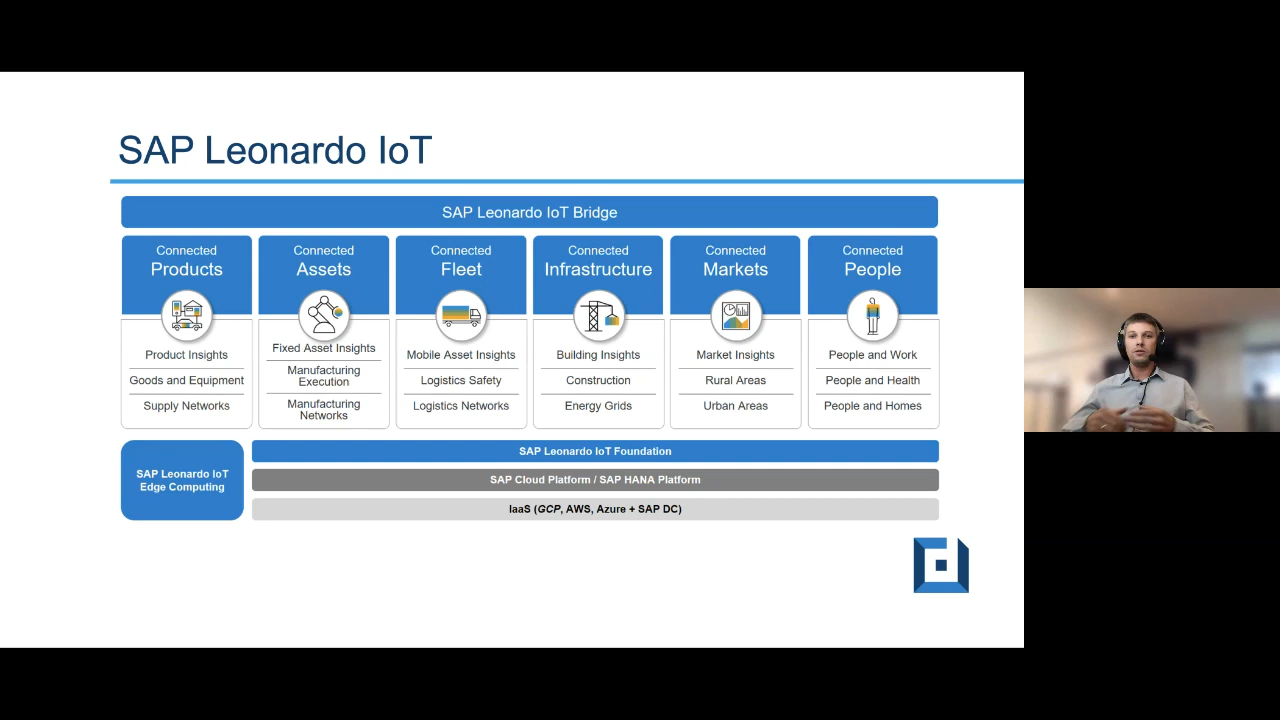 SAP Leonardo IoT
SAP Leonardo IoT Bridge
Connected
Products
Product Insights
Goods and Equipment
Supply Networks
Connected
Assets
Fixed Asset Insights
Manufacturing
Execution
Manufacturing
Networks
Connected
Fleet
Mobile Asset Insights
Logistics Safety
Logistics Networks
Connected
Infrastructure
Building Insights
Construction
Energy Grids
Connected
Markets
Market Insights
Rural Areas
Urban Areas
Connected
People
People and Work
People and Health
People and Homes
SAP Leonardo IoT
Edge Computing
SAP Leonardo IoT Foundation
SAP Cloud Platform / SAP HANA Platform
IaaS (GCP, AWS, Azure + SAP DC)